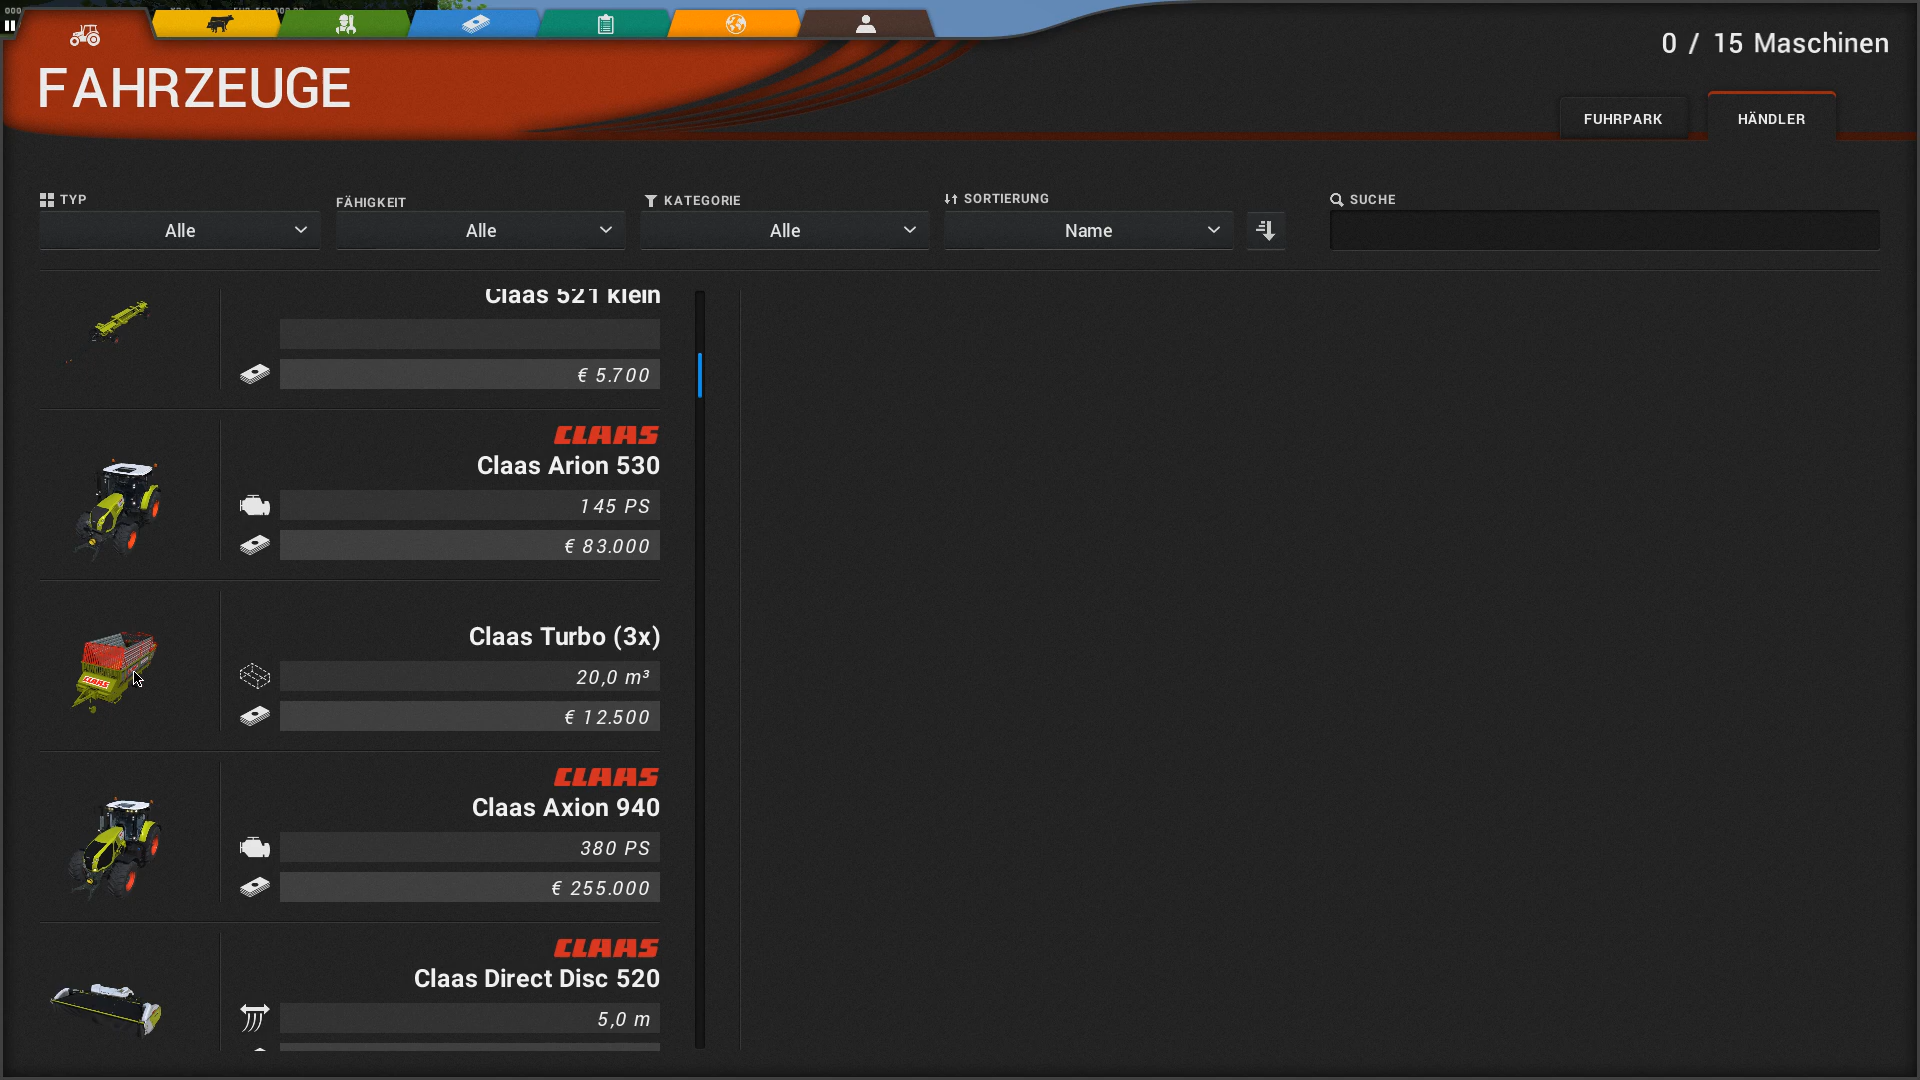 0 / 15 Maschinen
FAHRZEUGE
FUHRPARK
HÄNDLER
TYP
FÄHIGKEIT
KATEGORIE
SORTIERUNG
SUCHE
Alle
Alle
Alle
Name
Claas 521 klein
€ 5.700
CLAAS
Claas Arion 530
145 PS
€ 83.000
Claas Turbo (3x)
20,0 m³
CLAAS
€ 12.500
CLAAS
Claas Axion 940
380 PS
€ 255.000
CLAAS
Claas Direct Disc 520
5,0 m